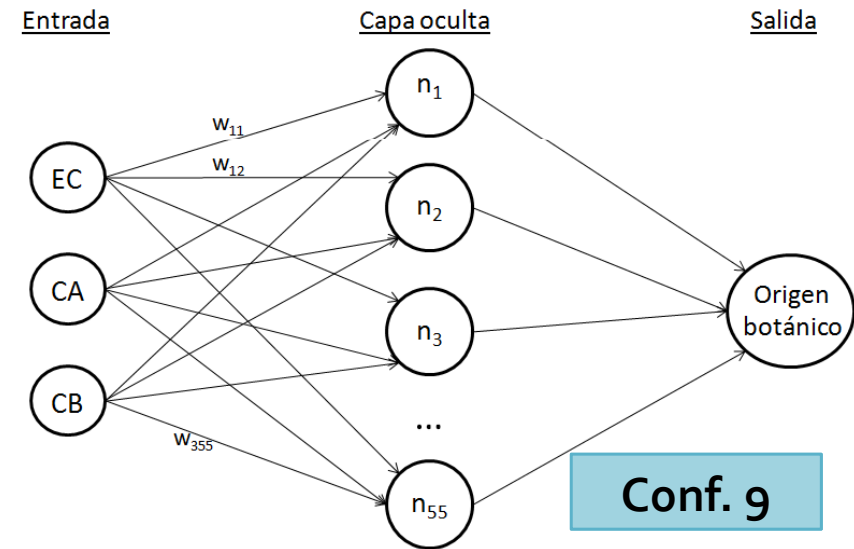 Entrada
Capa oculta
Salida
n₁
w₁₁
w₁₂
EC
n₂
CA
Origen
botánico
n₃
CB
...
w₃₅₅
n₅₅
Conf. 9